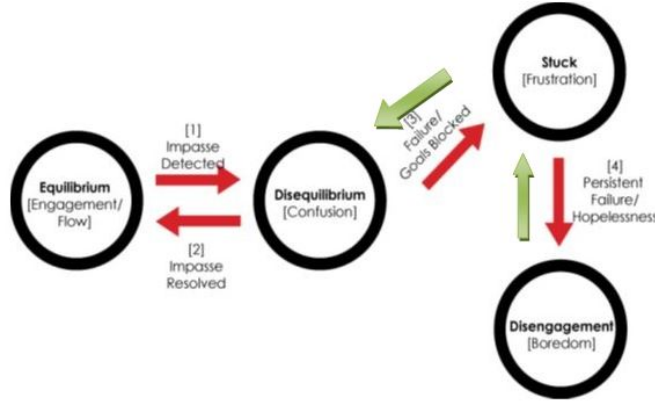 Stuck
[Frustration]
[1]
Impasse
Detected
[3]
Failure/
Goals Blocked
[4]
Persistent
Failure/
Hopelessness
Equilibrium
[Engagement/
Flow]
Disequilibrium
[Confusion]
[2]
Impasse
Resolved
Disengagement
[Boredom]